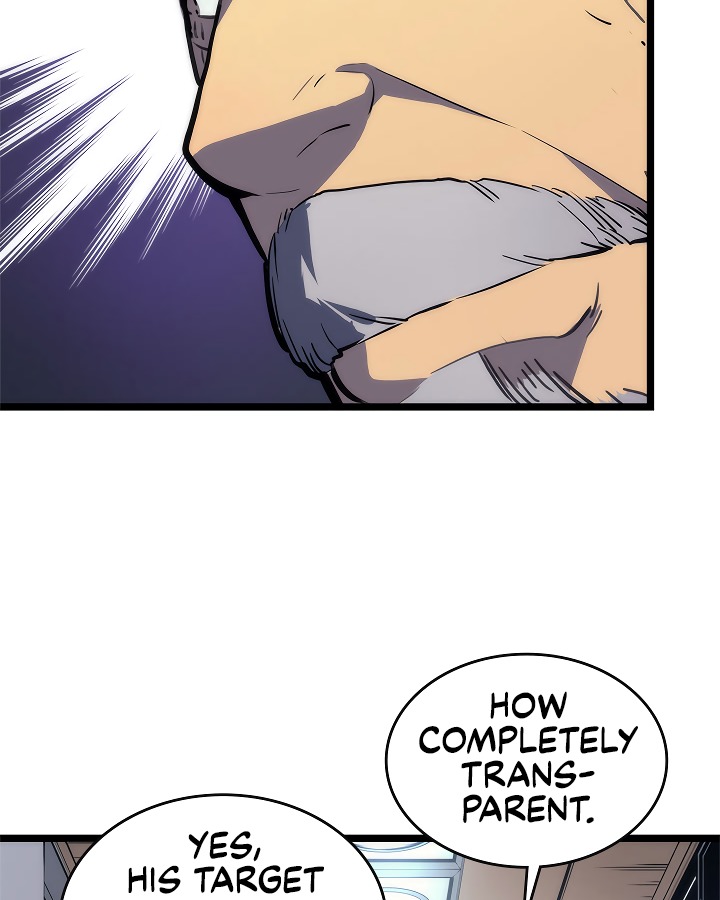 HOW
COMPLETELY
TRANS-
PARENT.
YES,
HIS TARGET